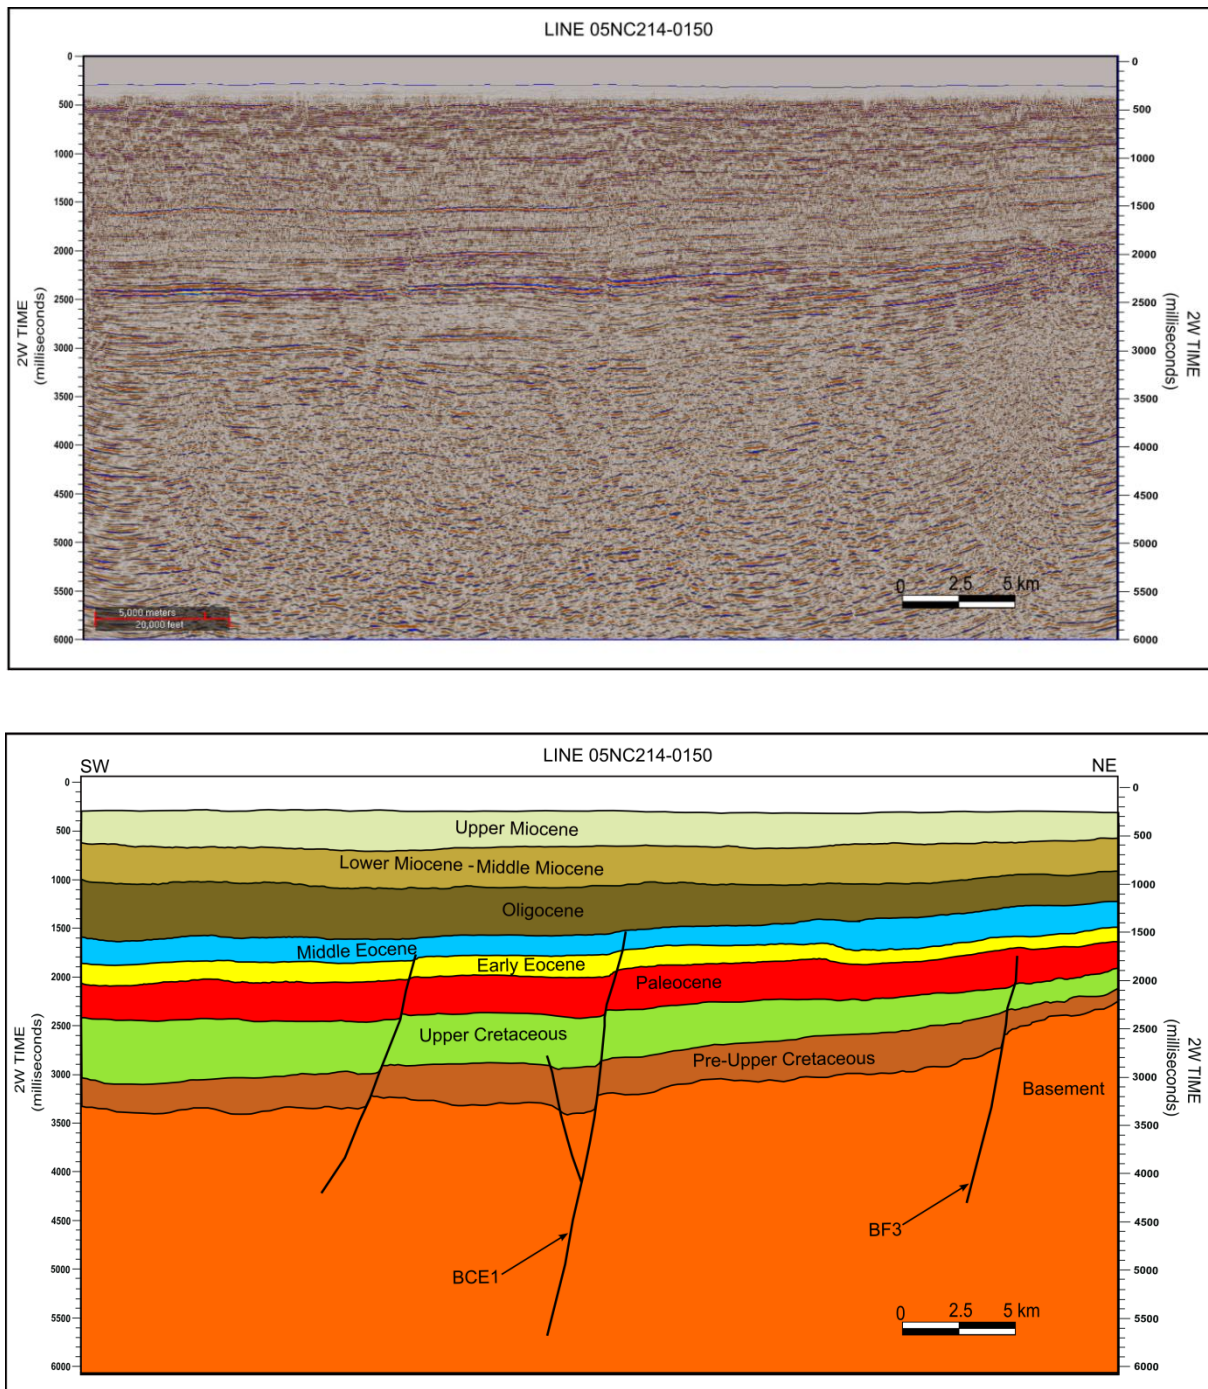 LINE 05NC214-0150
0
500
1000
1500
2000
2500
3000
3500
4000
4500
5000
5500
6000
2W TIME
(milliseconds)
0
500
1000
1500
2000
2500
3000
3500
4000
4500
5000
5500
6000
2W TIME
(milliseconds)
0 2.5 5 km
5,000 meters
20,000 feet
LINE 05NC214-0150
SW
NE
0
500
1000
1500
2000
2500
3000
3500
4000
4500
5000
5500
6000
2W TIME
(milliseconds)
0
500
1000
1500
2000
2500
3000
3500
4000
4500
5000
5500
6000
2W TIME
(milliseconds)
Upper Miocene
Lower Miocene - Middle Miocene
Oligocene
Middle Eocene
Early Eocene
Paleocene
Upper Cretaceous
Pre-Upper Cretaceous
Basement
BF3
BCE1
0 2.5 5 km